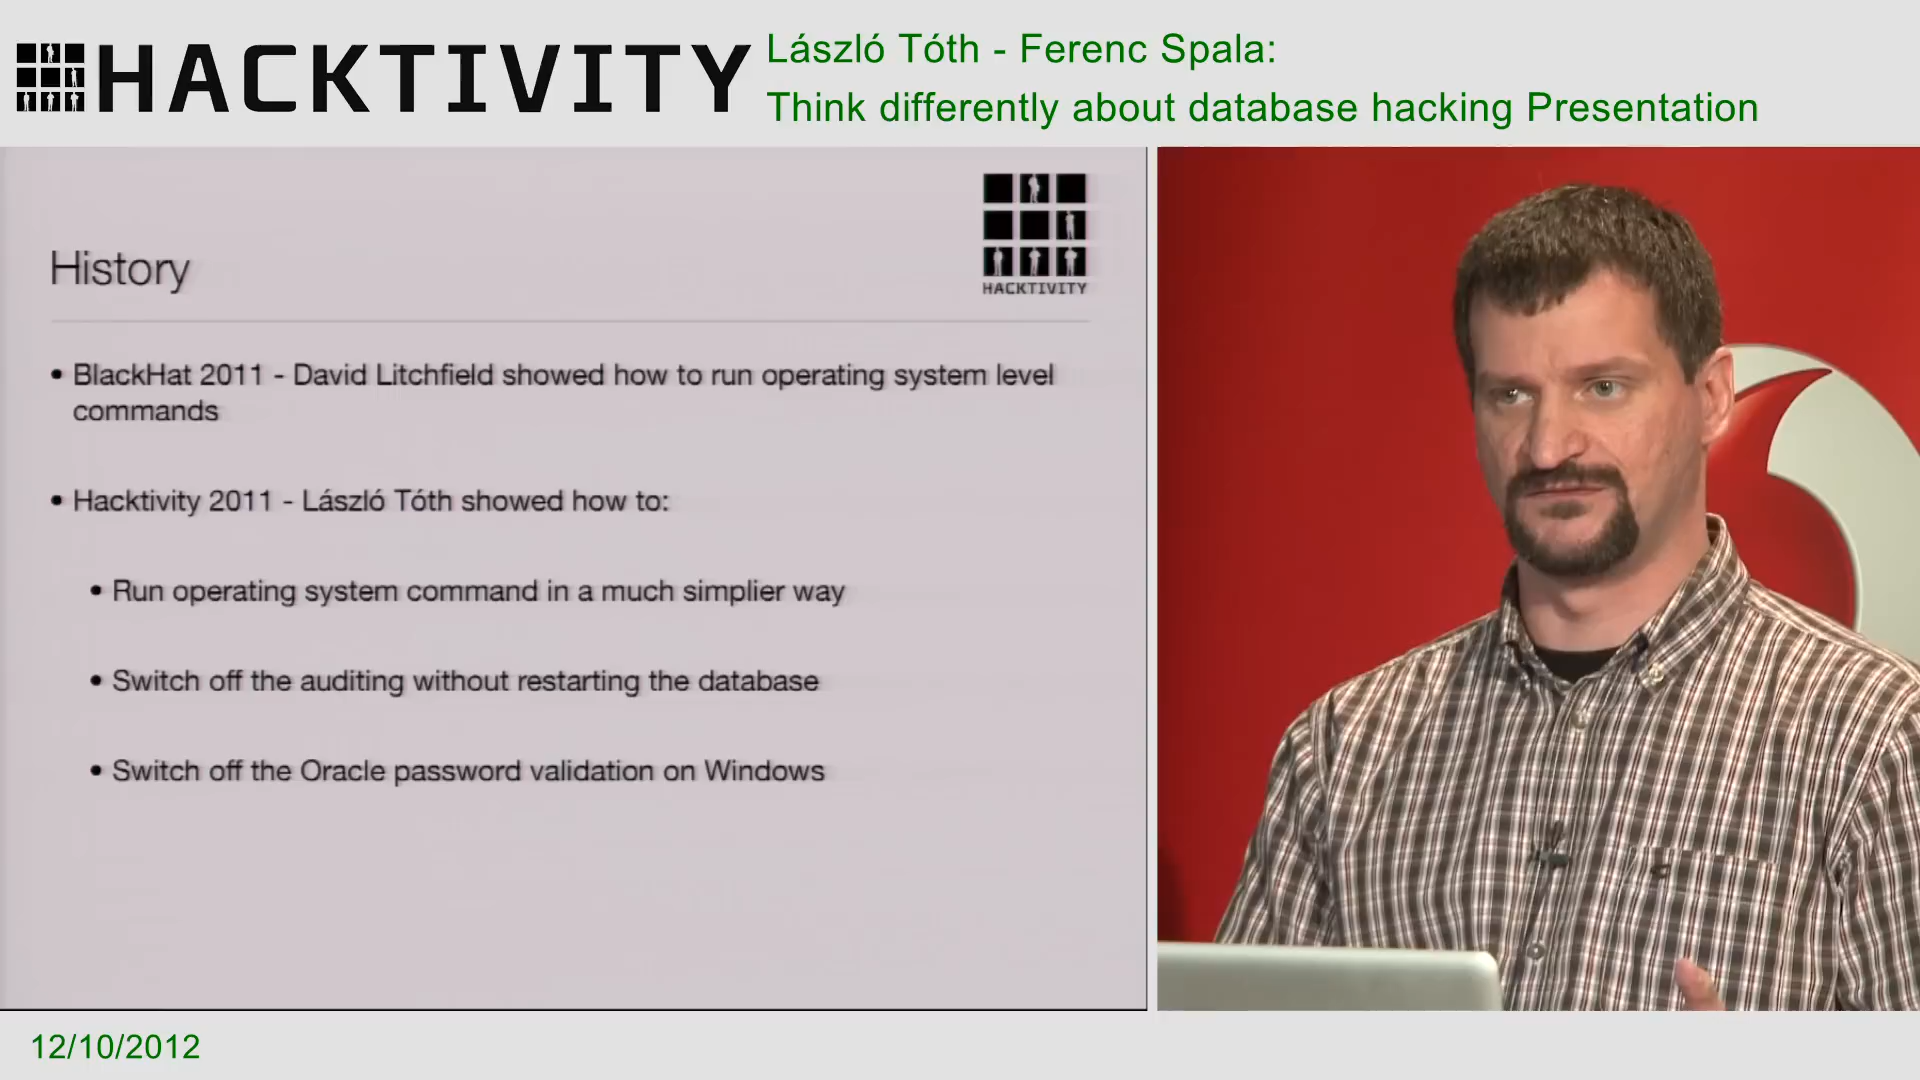 HACKTIVITY
László Tóth - Ferenc Spala:
Think differently about database hacking Presentation
HACKTIVITY
History
• BlackHat 2011 - David Litchfield showed how to run operating system level
commands
• Hacktivity 2011 - László Tóth showed how to:
• Run operating system command in a much simplier way
• Switch off the auditing without restarting the database
• Switch off the Oracle password validation on Windows
12/10/2012